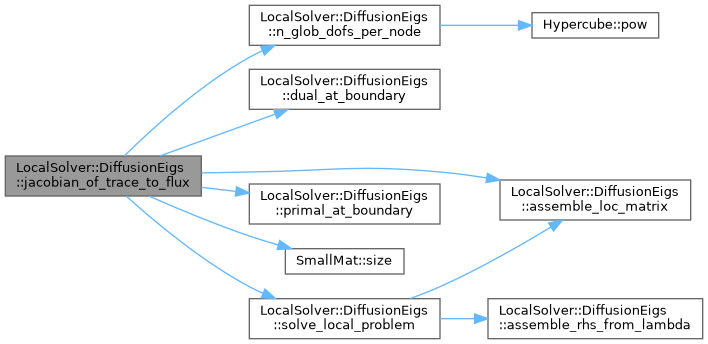 LocalSolver::DiffusionEigs
::jacobian_of_trace_to_flux
LocalSolver::DiffusionEigs
::n_glob_dofs_per_node
Hypercube::pow
LocalSolver::DiffusionEigs
::dual_at_boundary
LocalSolver::DiffusionEigs
::primal_at_boundary
LocalSolver::DiffusionEigs
::assemble_loc_matrix
SmallMat::size
LocalSolver::DiffusionEigs
::solve_local_problem
LocalSolver::DiffusionEigs
::assemble_rhs_from_lambda